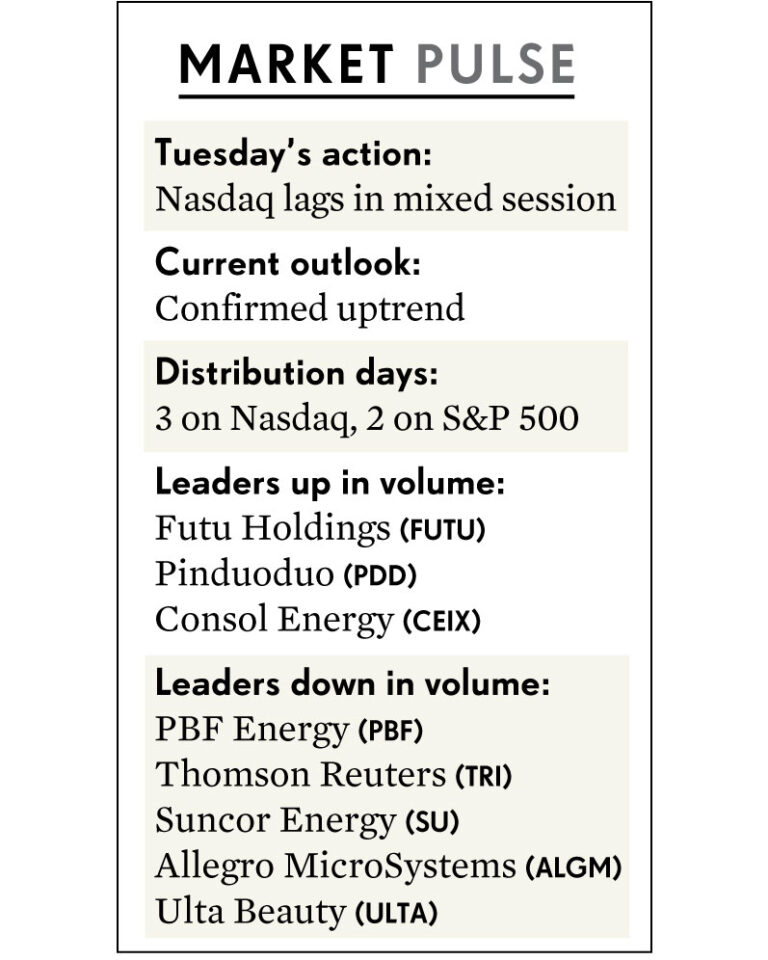 MARKET PULSE
Tuesday’s action:
Nasdaq lags in mixed session
Current outlook:
Confirmed uptrend
Distribution days:
3 on Nasdaq, 2 on S&P 500
Leaders up in volume:
Futu Holdings (FUTU)
Pinduoduo (PDD)
Consol Energy (CEIX)
Leaders down in volume:
PBF Energy (PBF)
Thomson Reuters (TRI)
Suncor Energy (SU)
Allegro MicroSystems (ALGM)
Ulta Beauty (ULTA)